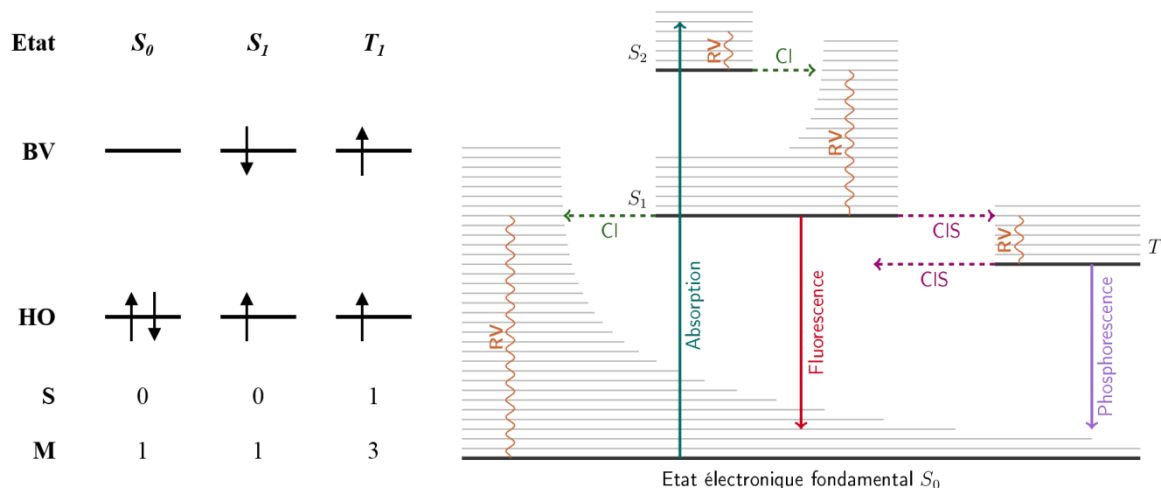 Etat S₀ S₁ T₁
BV
HO
S 0 0 1
M 1 1 3
S₂
RV
CI
RV
S₁
CI
CIS
RV
T
CIS
RV
Absorption
Fluorescence
Phosphorescence
Etat électronique fondamental S₀